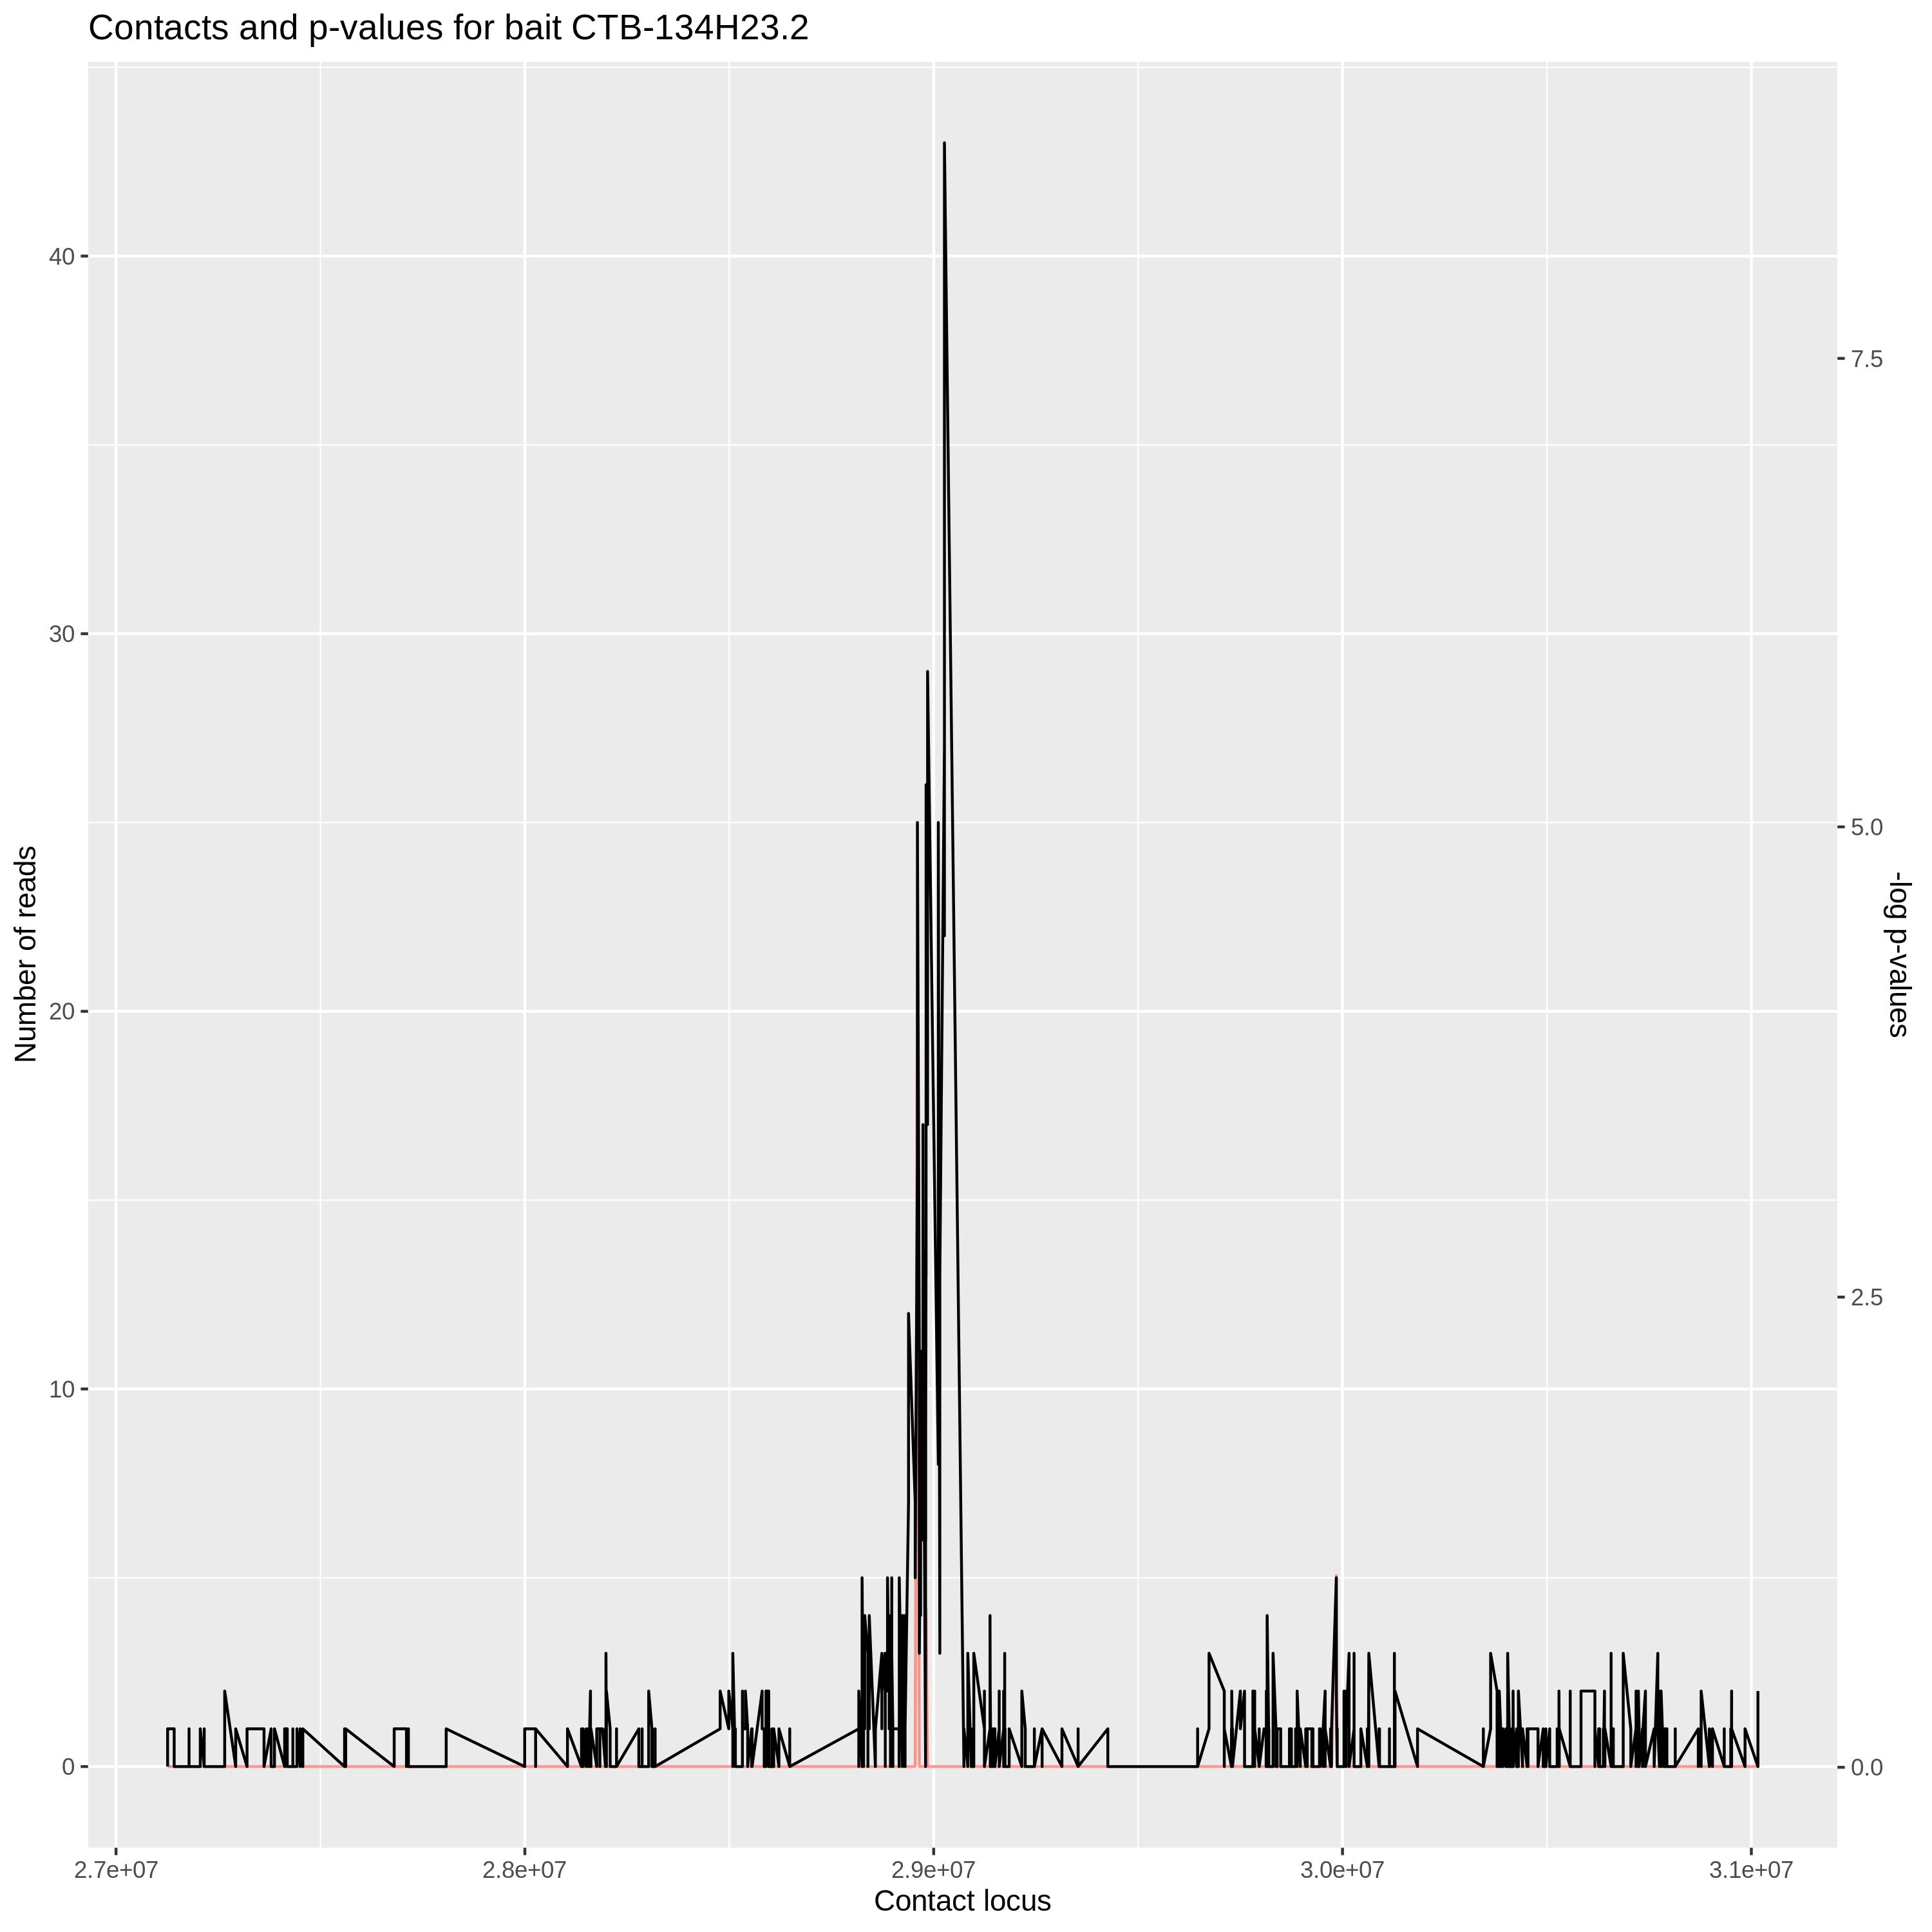 Contacts and p-values for bait CTB-134H23.2
Number of reads
40
30
20
10
0
7.5
5.0
2.5
0.0
-log p-values
2.7e+07
2.8e+07
2.9e+07
3.0e+07
3.1e+07
Contact locus